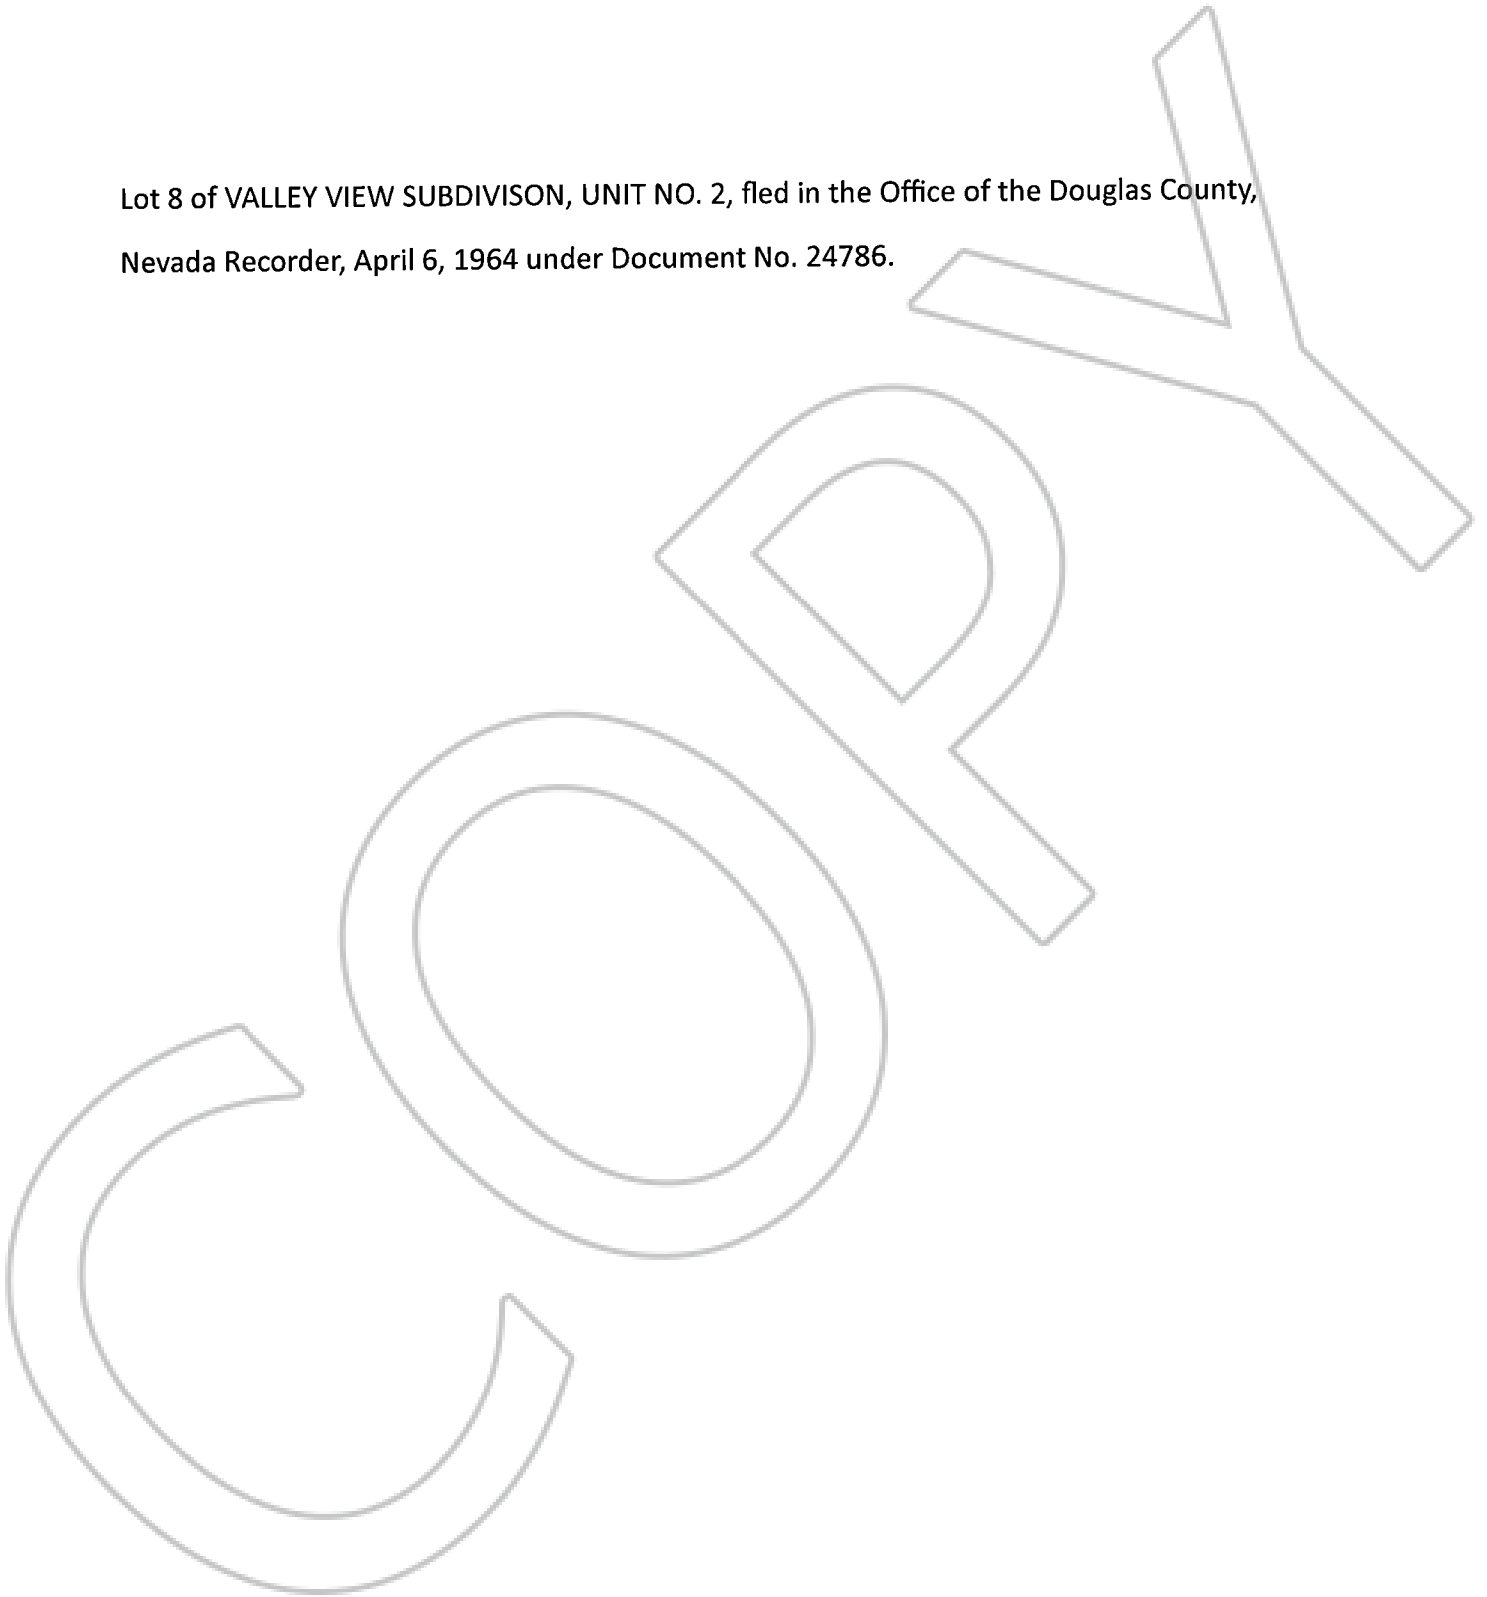 Lot 8 of VALLEY VIEW SUBDIVISON, UNIT NO. 2, fled in the Office of the Douglas County,
Nevada Recorder, April 6, 1964 under Document No. 24786.
COPY